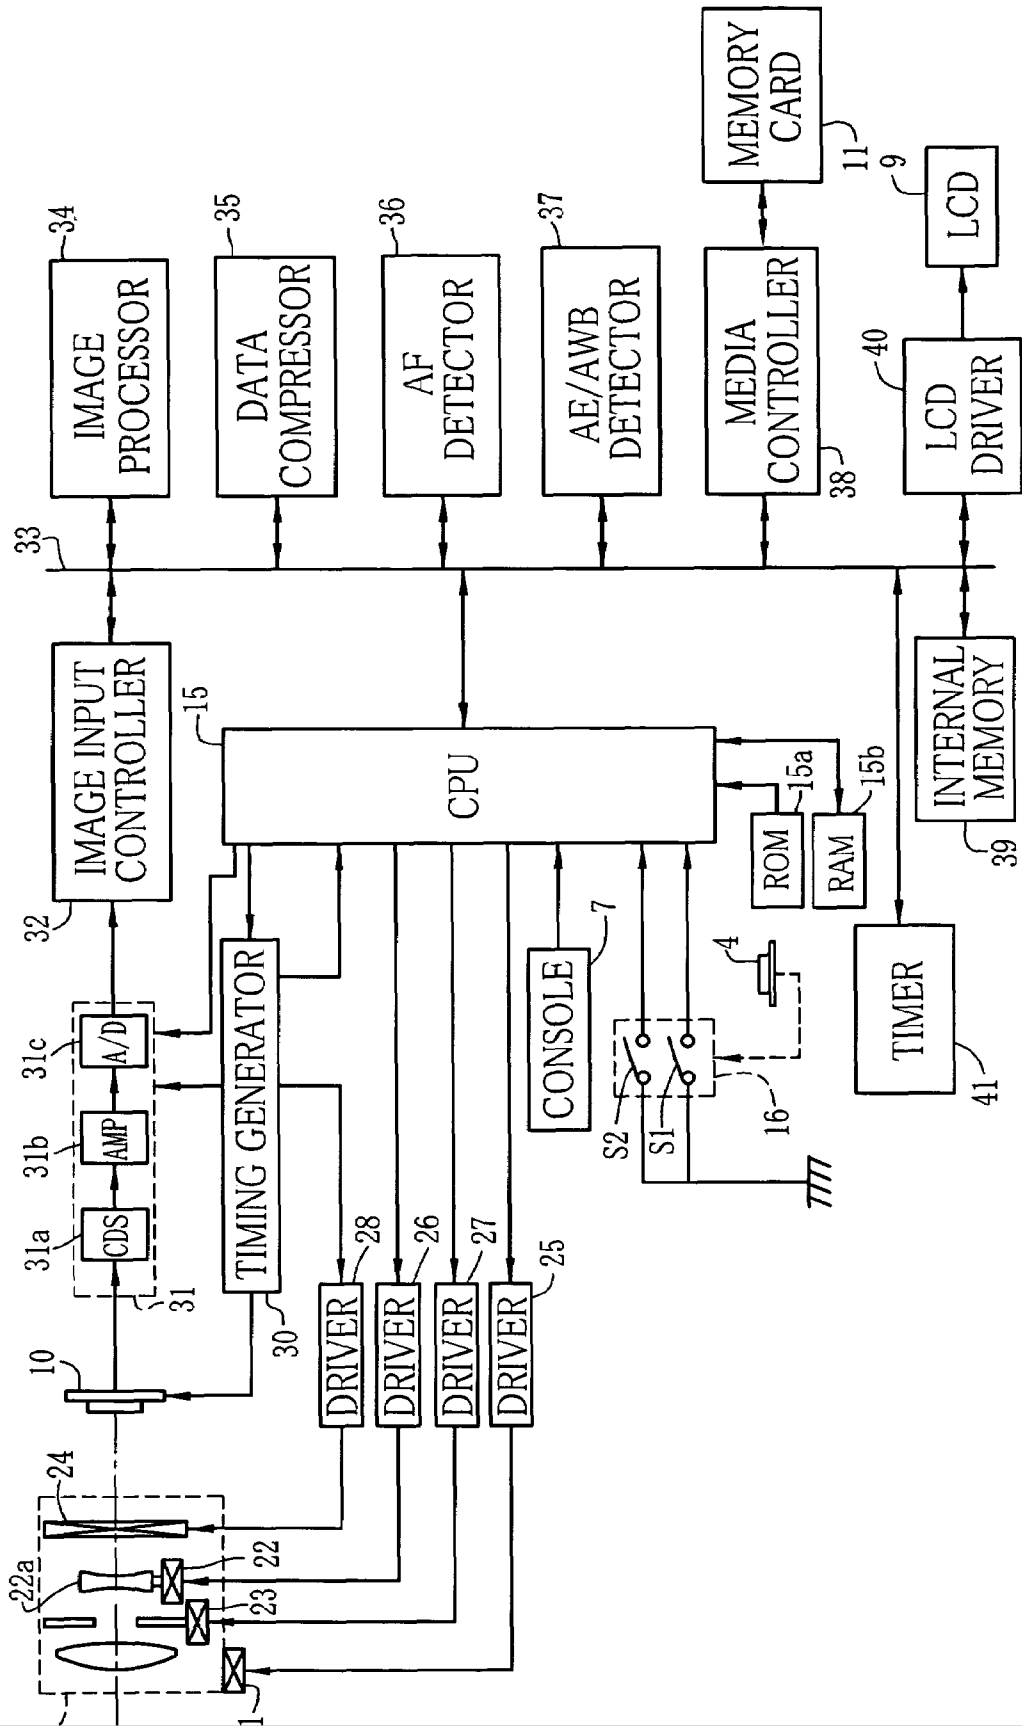 34
IMAGE
PROCESSOR
35
DATA
COMPRESSOR
36
AF
DETECTOR
37
AE/AWB
DETECTOR
MEDIA
CONTROLLER
38
MEMORY
CARD
11
40
LCD
DRIVER
9
LCD
33
IMAGE INPUT
CONTROLLER
32
15
CPU
ROM
15a
RAM
15b
INTERNAL
MEMORY
39
TIMER
41
31c
A/D
31b
AMP
31a
CDS
31
TIMING GENERATOR
30
CONSOLE
7
S2
S1
16
4
10
DRIVER
28
DRIVER
26
DRIVER
27
DRIVER
25
24
22a
22
23
1